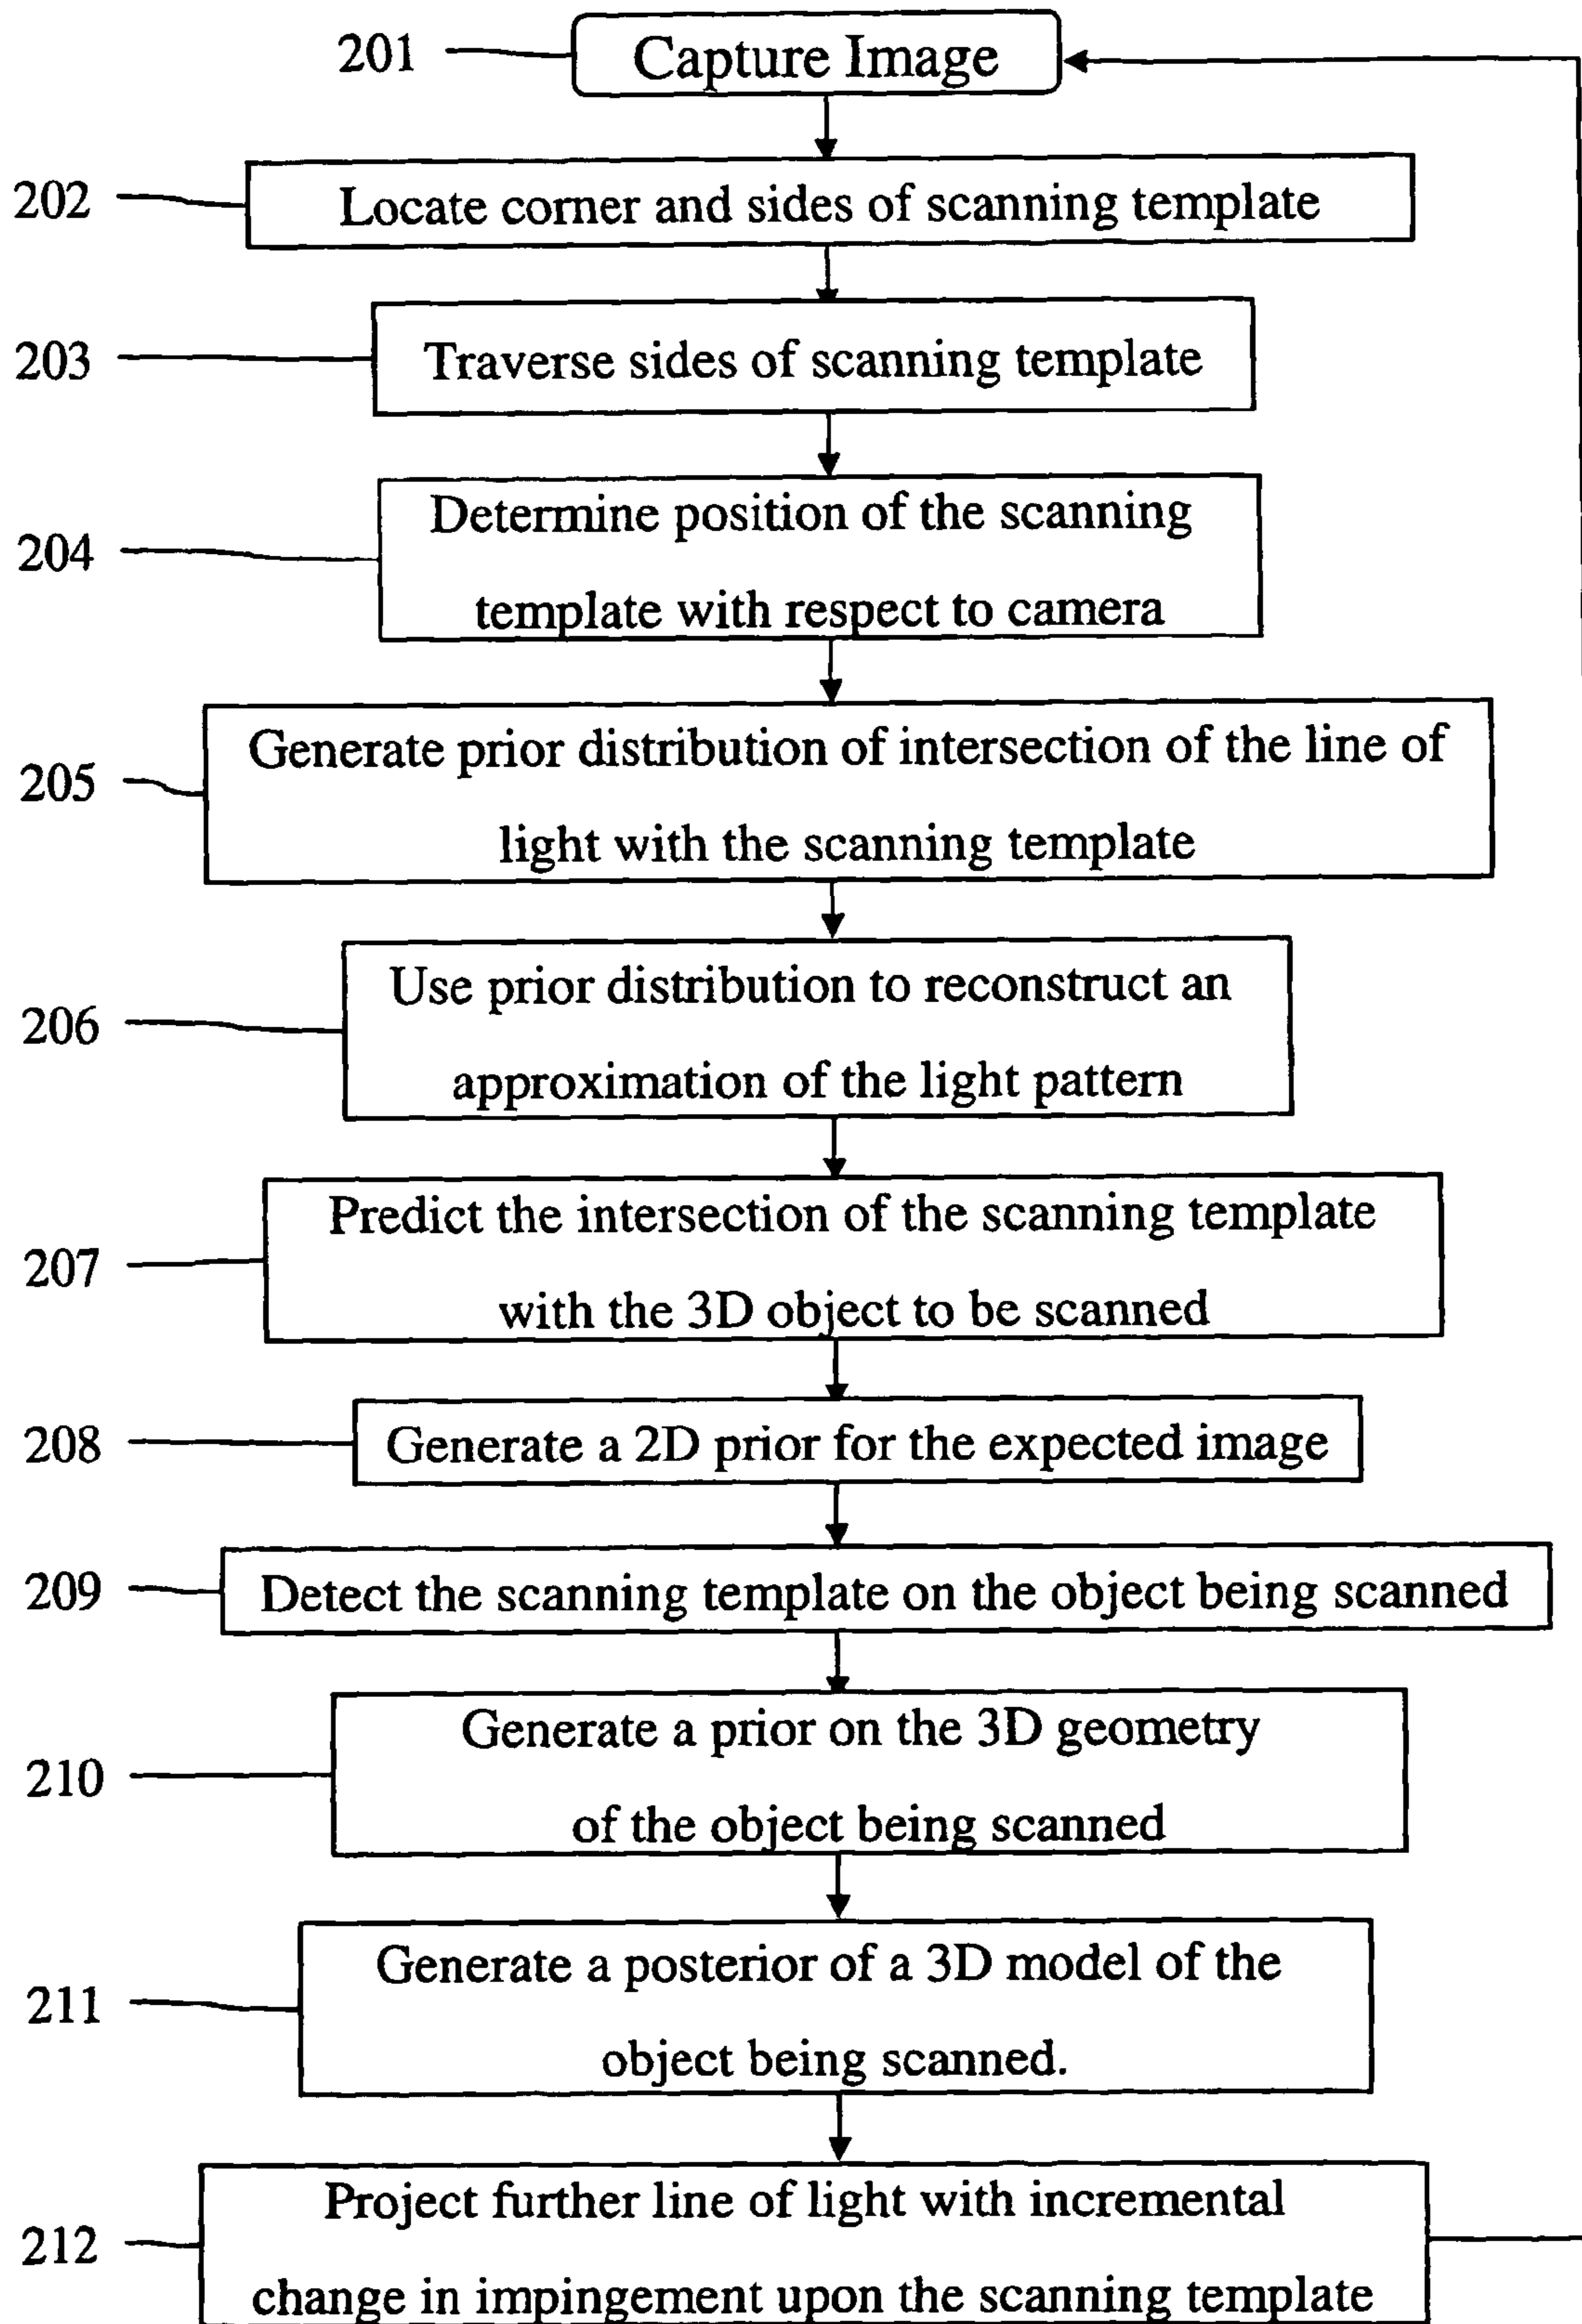 201 Capture Image
202 Locate corner and sides of scanning template
203 Traverse sides of scanning template
204 Determine position of the scanning
template with respect to camera
205 Generate prior distribution of intersection of the line of
light with the scanning template
206 Use prior distribution to reconstruct an
approximation of the light pattern
207 Predict the intersection of the scanning template
with the 3D object to be scanned
208 Generate a 2D prior for the expected image
209 Detect the scanning template on the object being scanned
210 Generate a prior on the 3D geometry
of the object being scanned
211 Generate a posterior of a 3D model of the
object being scanned.
212 Project further line of light with incremental
change in impingement upon the scanning template